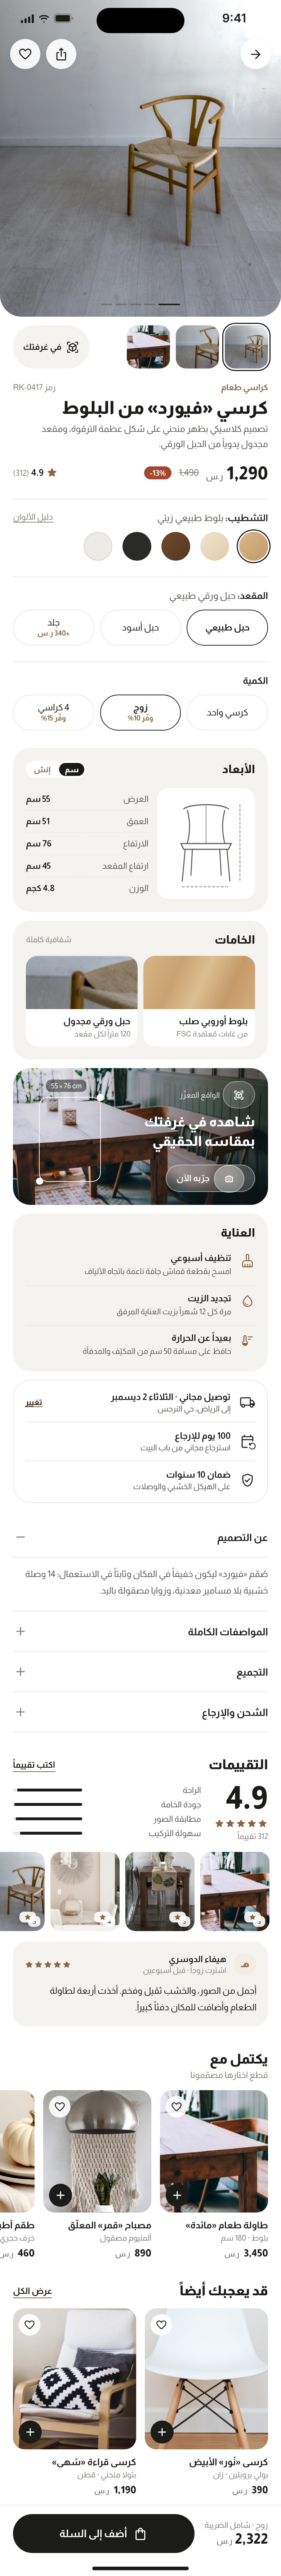 9:41
في غرفتك
كراسي طعام
رمز RK-0417
كرسي «فيورد» من البلوط
تصميم كلاسيكي بظهر منحني على شكل عظمة الترقوة، ومقعد
مجدول يدوياً من الحبل الورقي.
1,290 ر.س 1,490 -13%
4.9 (312)
التشطيب: بلوط طبيعي زيتي
دليل الألوان
المقعد: حبل ورقي طبيعي
حبل طبيعي
حبل أسود
جلد
+340 ر.س
الكمية
كرسي واحد
زوج
وفّر 10%
4 كراسي
وفّر 15%
الأبعاد
سم
إنش
العرض 55 سم
العمق 51 سم
الارتفاع 76 سم
ارتفاع المقعد 45 سم
الوزن 4.8 كجم
الخامات
شفافية كاملة
بلوط أوروبي صلب
من غابات مُعتمدة FSC
حبل ورقي مجدول
120 متراً لكل مقعد
55 × 76 cm
الواقع المعزّز
شاهده في غرفتك
بمقاسه الحقيقي
جرّبه الآن
العناية
تنظيف أسبوعي
امسح بقطعة قماش جافة ناعمة باتجاه الألياف
تجديد الزيت
مرة كل 12 شهراً بزيت العناية المرفق
بعيداً عن الحرارة
حافظ على مسافة 50 سم من المكيّف والمدفأة
توصيل مجاني · الثلاثاء 2 ديسمبر
إلى الرياض، حي النرجس
تغيير
100 يوم للإرجاع
استرجاع مجاني من باب البيت
ضمان 10 سنوات
على الهيكل الخشبي والوصلات
عن التصميم
صُمّم «فيورد» ليكون خفيفاً في المكان وثابتاً في الاستعمال: 14 وصلة
خشبية بلا مسامير معدنية، وزوايا مصقولة باليد.
المواصفات الكاملة
التجميع
الشحن والإرجاع
التقييمات
اكتب تقييماً
4.9
312 تقييماً
الراحة
جودة الخامة
مطابقة الصور
سهولة التركيب
هـ
هيفاء الدوسري
اشترت زوجاً · قبل أسبوعين
أجمل من الصور، والخشب ثقيل وفخم. أخذت أربعة لطاولة
الطعام وأضافت للمكان دفئاً كبيراً.
يكتمل مع
قطع اختارها مصمّمونا
طاولة طعام «مائدة»
بلوط · 180 سم
3,450 ر.س
مصباح «قمر» المعلّق
ألمنيوم مصقول
890 ر.س
طقم أط
خزف حجري
460 ر.س
قد يعجبك أيضاً
عرض الكل
كرسي «نُور» الأبيض
بولي بروبلين · زان
390 ر.س
كرسي قراءة «سُهى»
بتولا منحني · قطن
1,190 ر.س
زوج · شامل الضريبة
2,322 ر.س
أضف إلى السلة